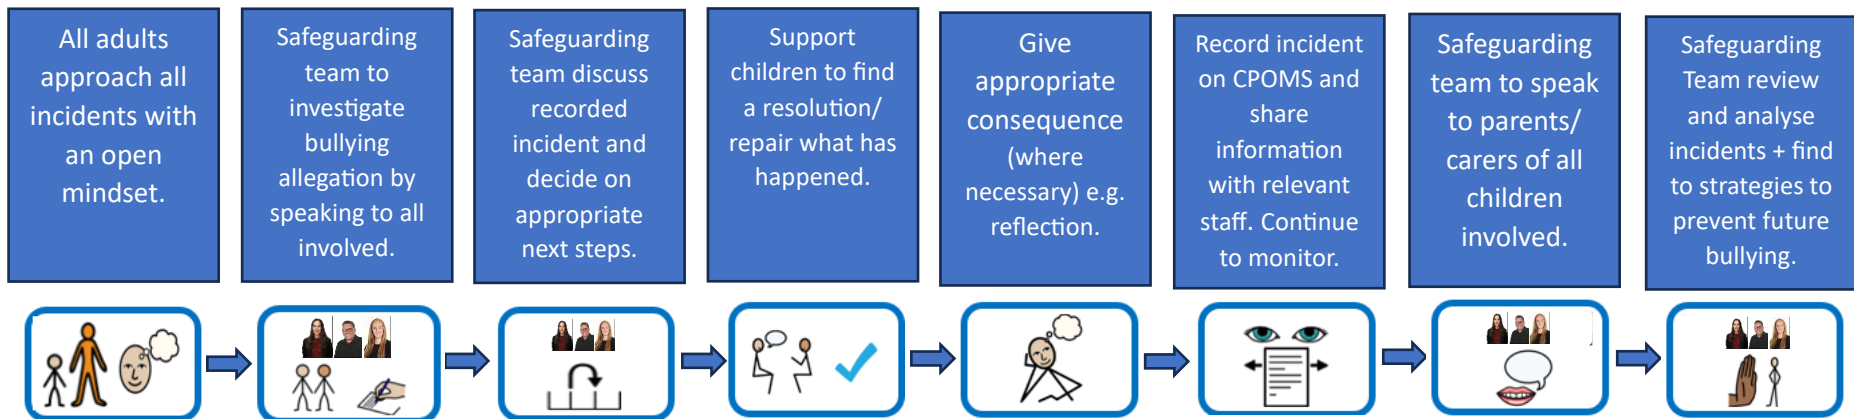 All adults
approach all
incidents with
an open
mindset.
Safeguarding
team to
investigate
bullying
allegation by
speaking to all
involved.
Safeguarding
team discuss
recorded
incident and
decide on
appropriate
next steps.
Support
children to find
a resolution/
repair what has
happened.
Give
appropriate
consequence
(where
necessary) e.g.
reflection.
Record incident
on CPOMS and
share
information
with relevant
staff. Continue
to monitor.
Safeguarding
team to speak
to parents/
carers of all
children
involved.
Safeguarding
Team review
and analyse
incidents + find
to strategies to
prevent future
bullying.